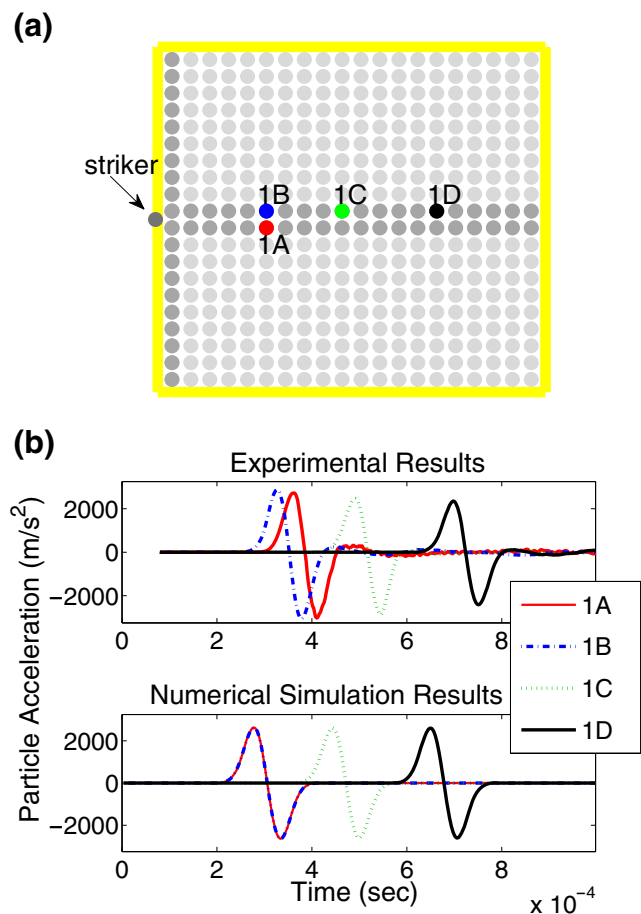 (a)
striker
1B
1C
1D
1A
(b)
Experimental Results
2000
0
−2000
0
2
4
6
8
Numerical Simulation Results
2000
0
−2000
0
2
4
6
8
Particle Acceleration (m/s²)
Time (sec)
x 10⁻⁴
1A
1B
1C
1D